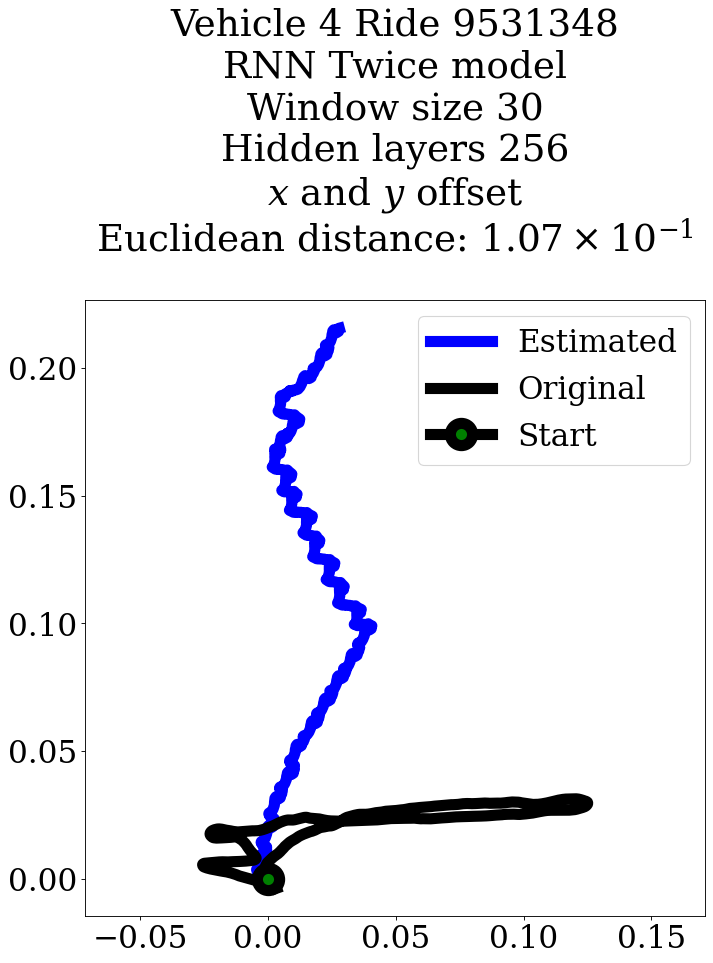 Vehicle 4 Ride 9531348
RNN Twice model
Window size 30
Hidden layers 256
x and y offset
Euclidean distance: 1.07 × 10⁻¹
Estimated
Original
Start
0.20
0.15
0.10
0.05
0.00
−0.05 0.00 0.05 0.10 0.15